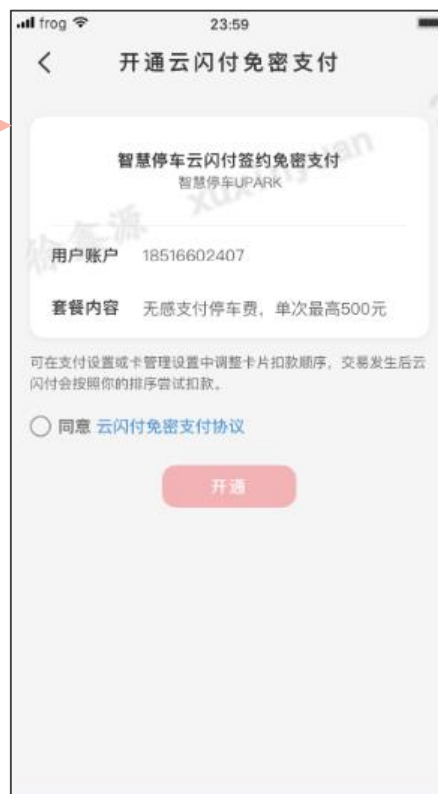 frog
23:59
开通云闪付免密支付
智慧停车云闪付签约免密支付
智慧停车UPARK
徐鑫源 xuxinyuan
用户账户 18516602407
套餐内容 无感支付停车费，单次最高500元
可在支付设置或卡管理设置中调整卡片扣款顺序，交易发生后云
闪付会按照你的排序尝试扣款。
同意 云闪付免密支付协议
开通